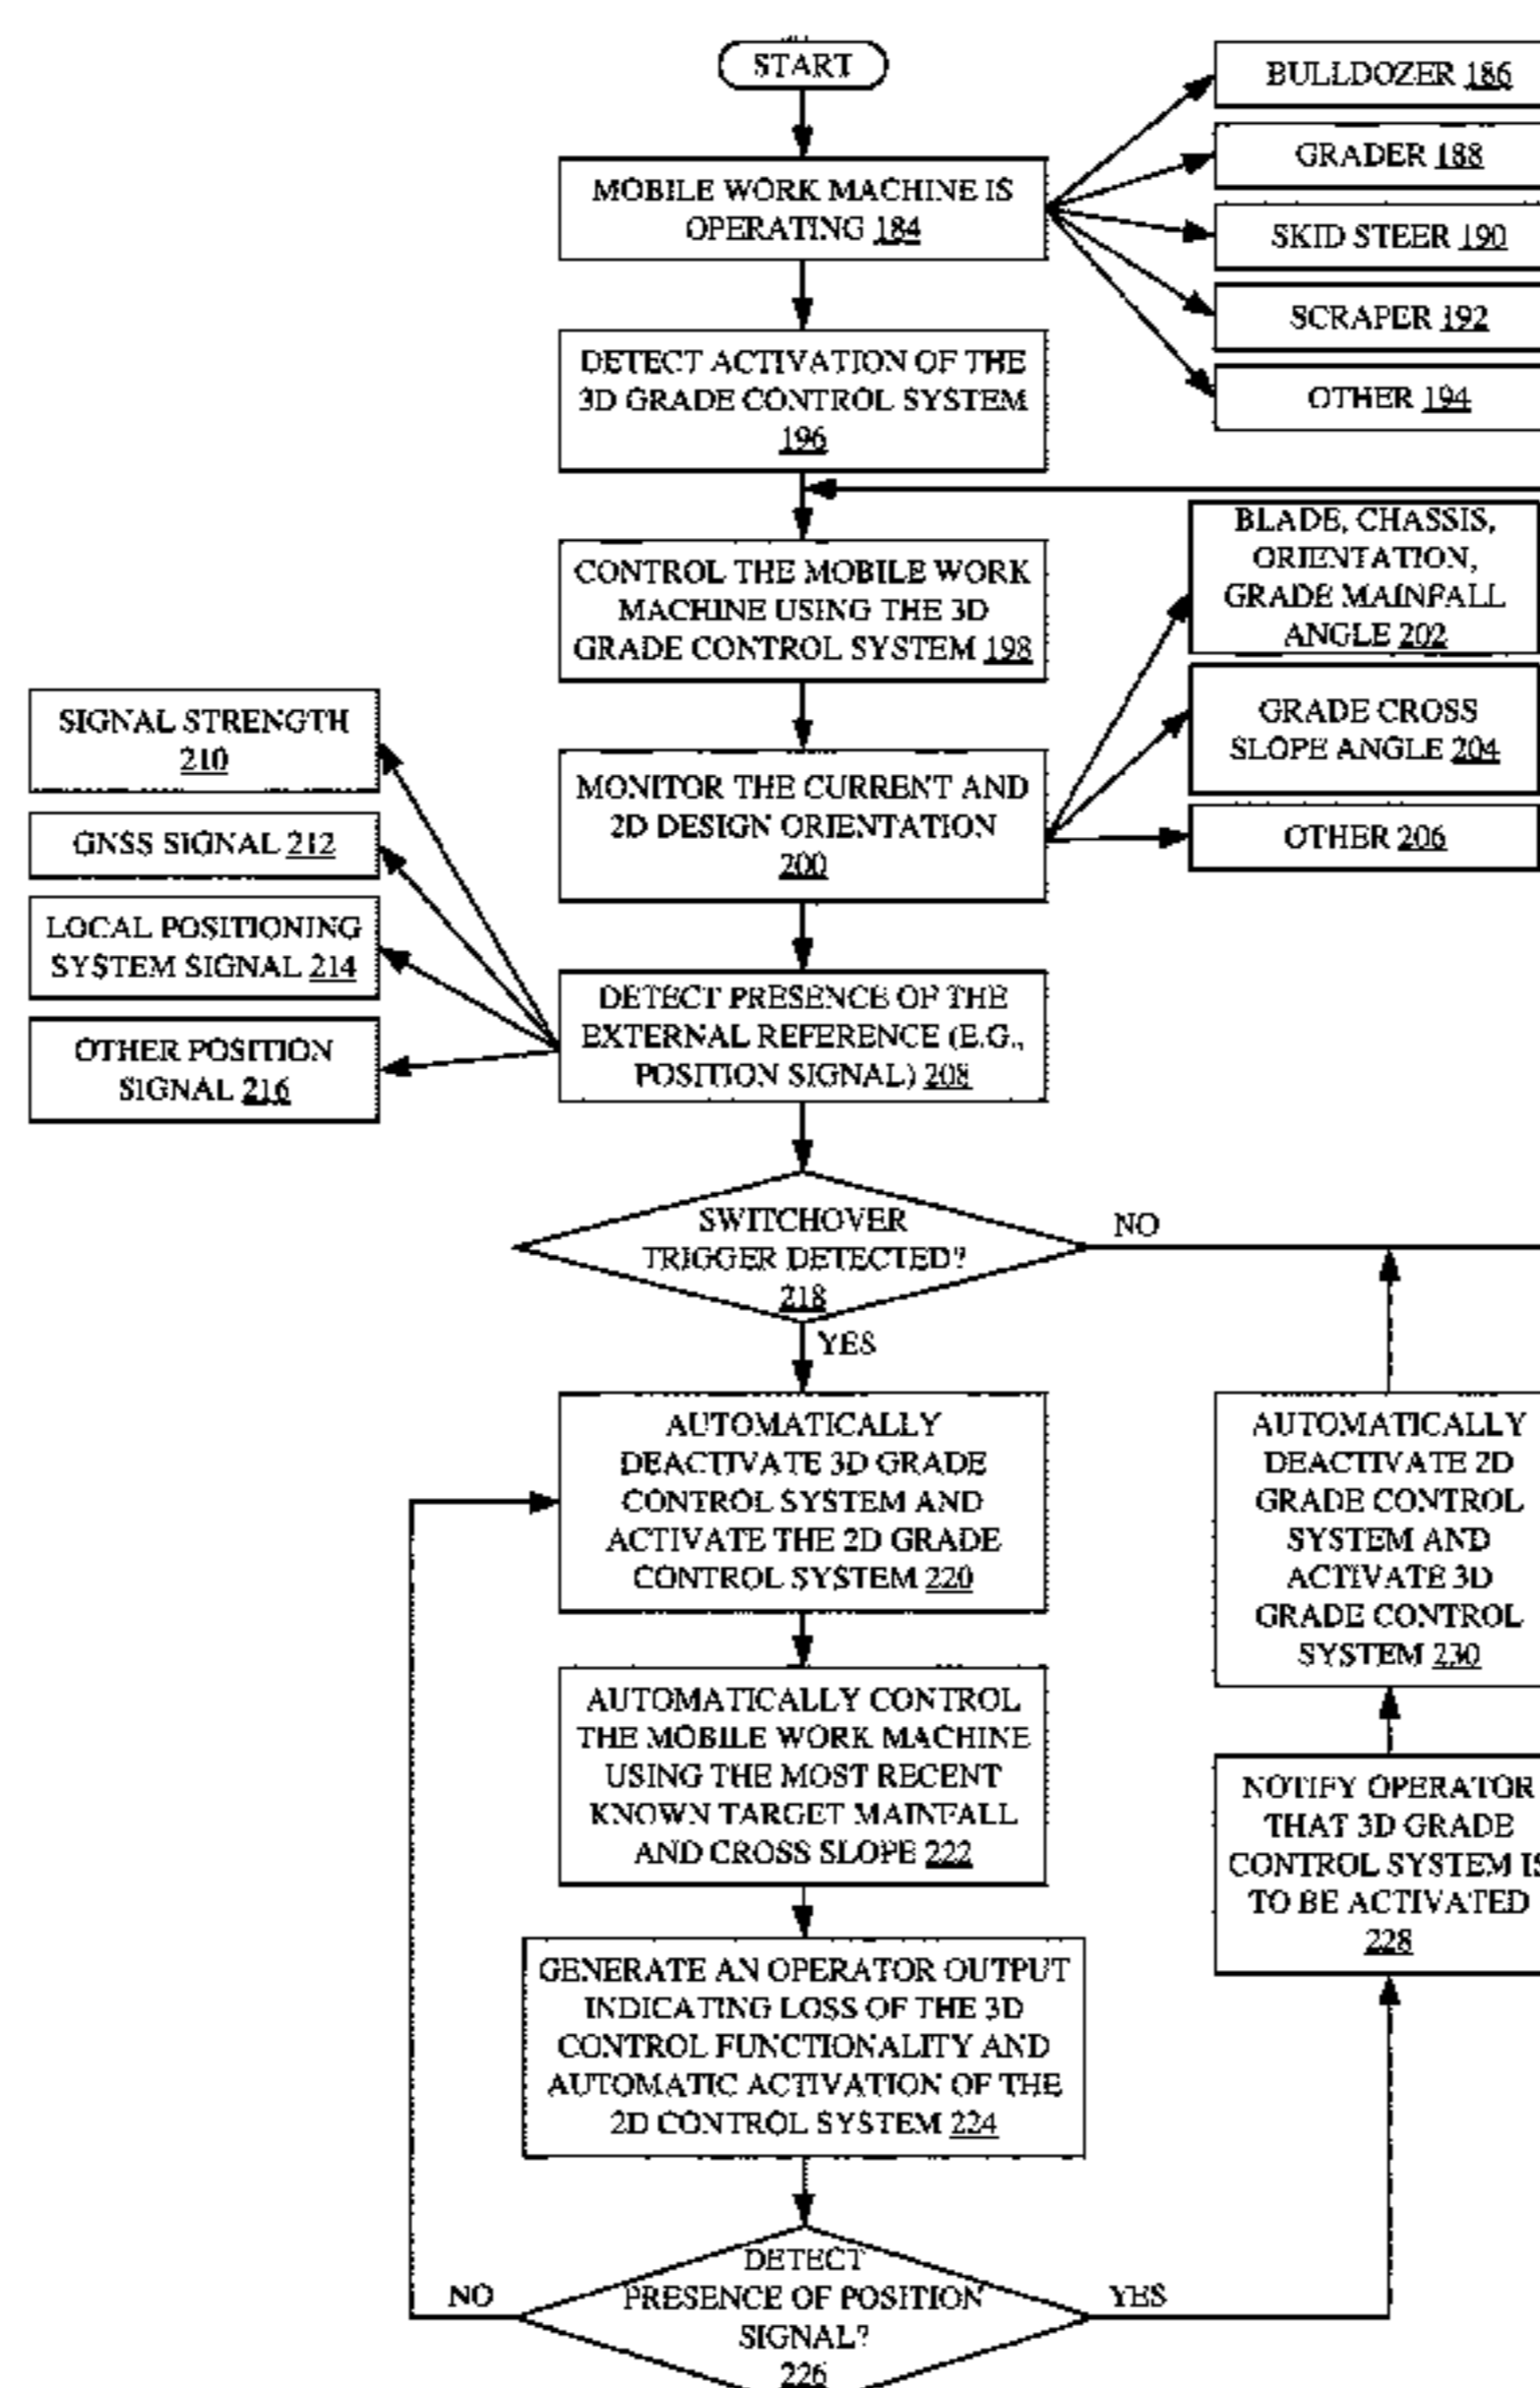 START
MOBILE WORK MACHINE IS
OPERATING 184
BULLDOZER 186
GRADER 188
SKID STEER 190
SCRAPER 192
OTHER 194
DETECT ACTIVATION OF THE
3D GRADE CONTROL SYSTEM
196
CONTROL THE MOBILE WORK
MACHINE USING THE 3D
GRADE CONTROL SYSTEM 198
BLADE, CHASSIS,
ORIENTATION,
GRADE MAINFALL
ANGLE 202
GRADE CROSS
SLOPE ANGLE 204
OTHER 206
MONITOR THE CURRENT AND
2D DESIGN ORIENTATION
200
SIGNAL STRENGTH
210
GNSS SIGNAL 212
LOCAL POSITIONING
SYSTEM SIGNAL 214
OTHER POSITION
SIGNAL 216
DETECT PRESENCE OF THE
EXTERNAL REFERENCE (E.G.,
POSITION SIGNAL) 208
SWITCHOVER
TRIGGER DETECTED?
218
NO
YES
AUTOMATICALLY
DEACTIVATE 3D GRADE
CONTROL SYSTEM AND
ACTIVATE THE 2D GRADE
CONTROL SYSTEM 220
AUTOMATICALLY CONTROL
THE MOBILE WORK MACHINE
USING THE MOST RECENT
KNOWN TARGET MAINFALL
AND CROSS SLOPE 222
GENERATE AN OPERATOR OUTPUT
INDICATING LOSS OF THE 3D
CONTROL FUNCTIONALITY AND
AUTOMATIC ACTIVATION OF THE
2D CONTROL SYSTEM 224
AUTOMATICALLY
DEACTIVATE 2D
GRADE CONTROL
SYSTEM AND
ACTIVATE 3D
GRADE CONTROL
SYSTEM 230
NOTIFY OPERATOR
THAT 3D GRADE
CONTROL SYSTEM IS
TO BE ACTIVATED
228
DETECT
PRESENCE OF POSITION
SIGNAL?
226
NO
YES